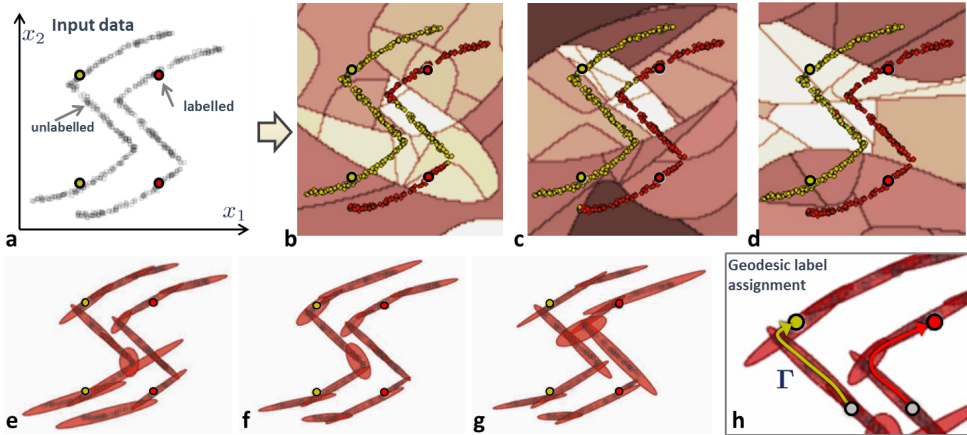 x₂
Input data
labelled
unlabelled
x₁
a
b
c
d
Geodesic label
assignment
Γ
e
f
g
h